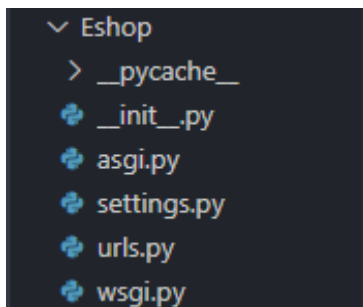 Eshop
__pycache__
__init__.py
asgi.py
settings.py
urls.py
wsgi.py